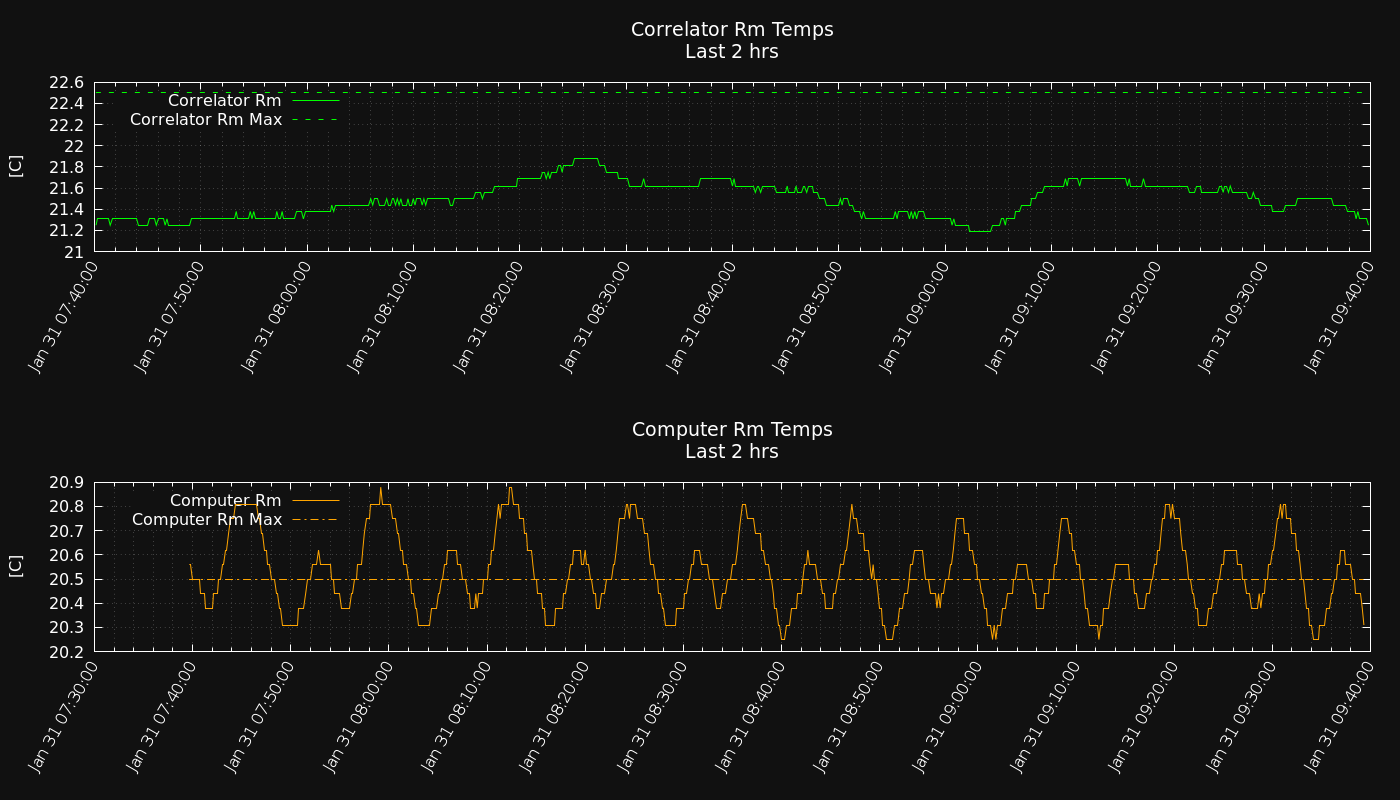 Correlator Rm Temps
Last 2 hrs
[C]
22.6
22.4
22.2
22
21.8
21.6
21.4
21.2
21
Correlator Rm
Correlator Rm Max
Jan 31 07:40:00
Jan 31 07:50:00
Jan 31 08:00:00
Jan 31 08:10:00
Jan 31 08:20:00
Jan 31 08:30:00
Jan 31 08:40:00
Jan 31 08:50:00
Jan 31 09:00:00
Jan 31 09:10:00
Jan 31 09:20:00
Jan 31 09:30:00
Jan 31 09:40:00
Computer Rm Temps
Last 2 hrs
[C]
20.9
20.8
20.7
20.6
20.5
20.4
20.3
20.2
Computer Rm
Computer Rm Max
Jan 31 07:30:00
Jan 31 07:40:00
Jan 31 07:50:00
Jan 31 08:00:00
Jan 31 08:10:00
Jan 31 08:20:00
Jan 31 08:30:00
Jan 31 08:40:00
Jan 31 08:50:00
Jan 31 09:00:00
Jan 31 09:10:00
Jan 31 09:20:00
Jan 31 09:30:00
Jan 31 09:40:00